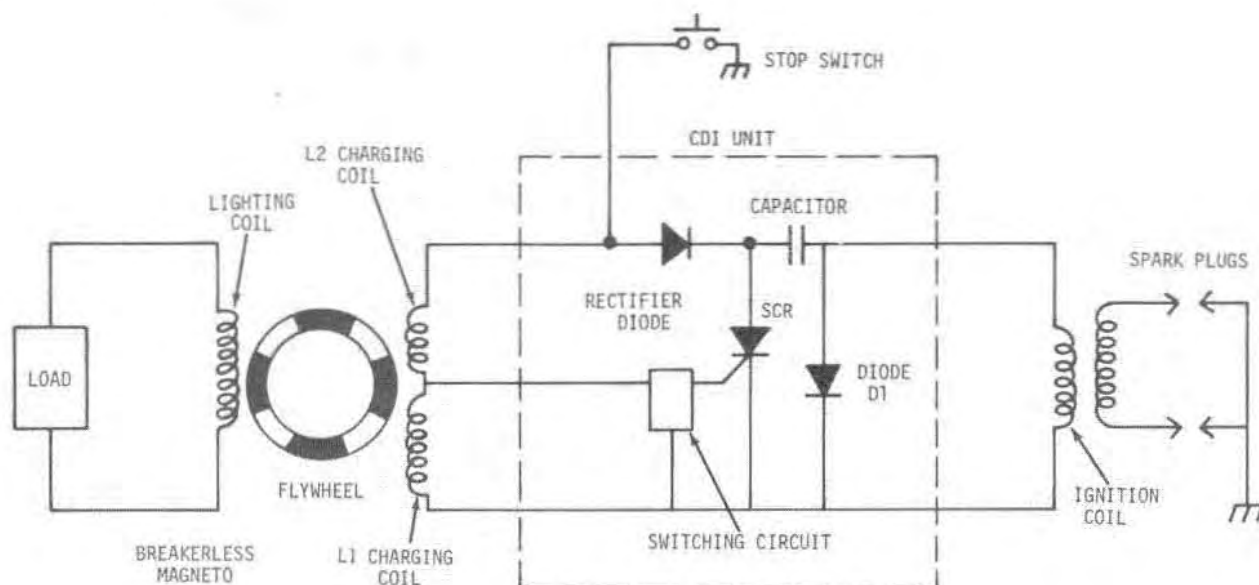 STOP SWITCH
CDI UNIT
L2 CHARGING
COIL
LIGHTING
COIL
CAPACITOR
SPARK PLUGS
RECTIFIER
DIODE
SCR
LOAD
DIODE
D1
FLYWHEEL
IGNITION
COIL
SWITCHING CIRCUIT
BREAKERLESS
MAGNETO
L1 CHARGING
COIL